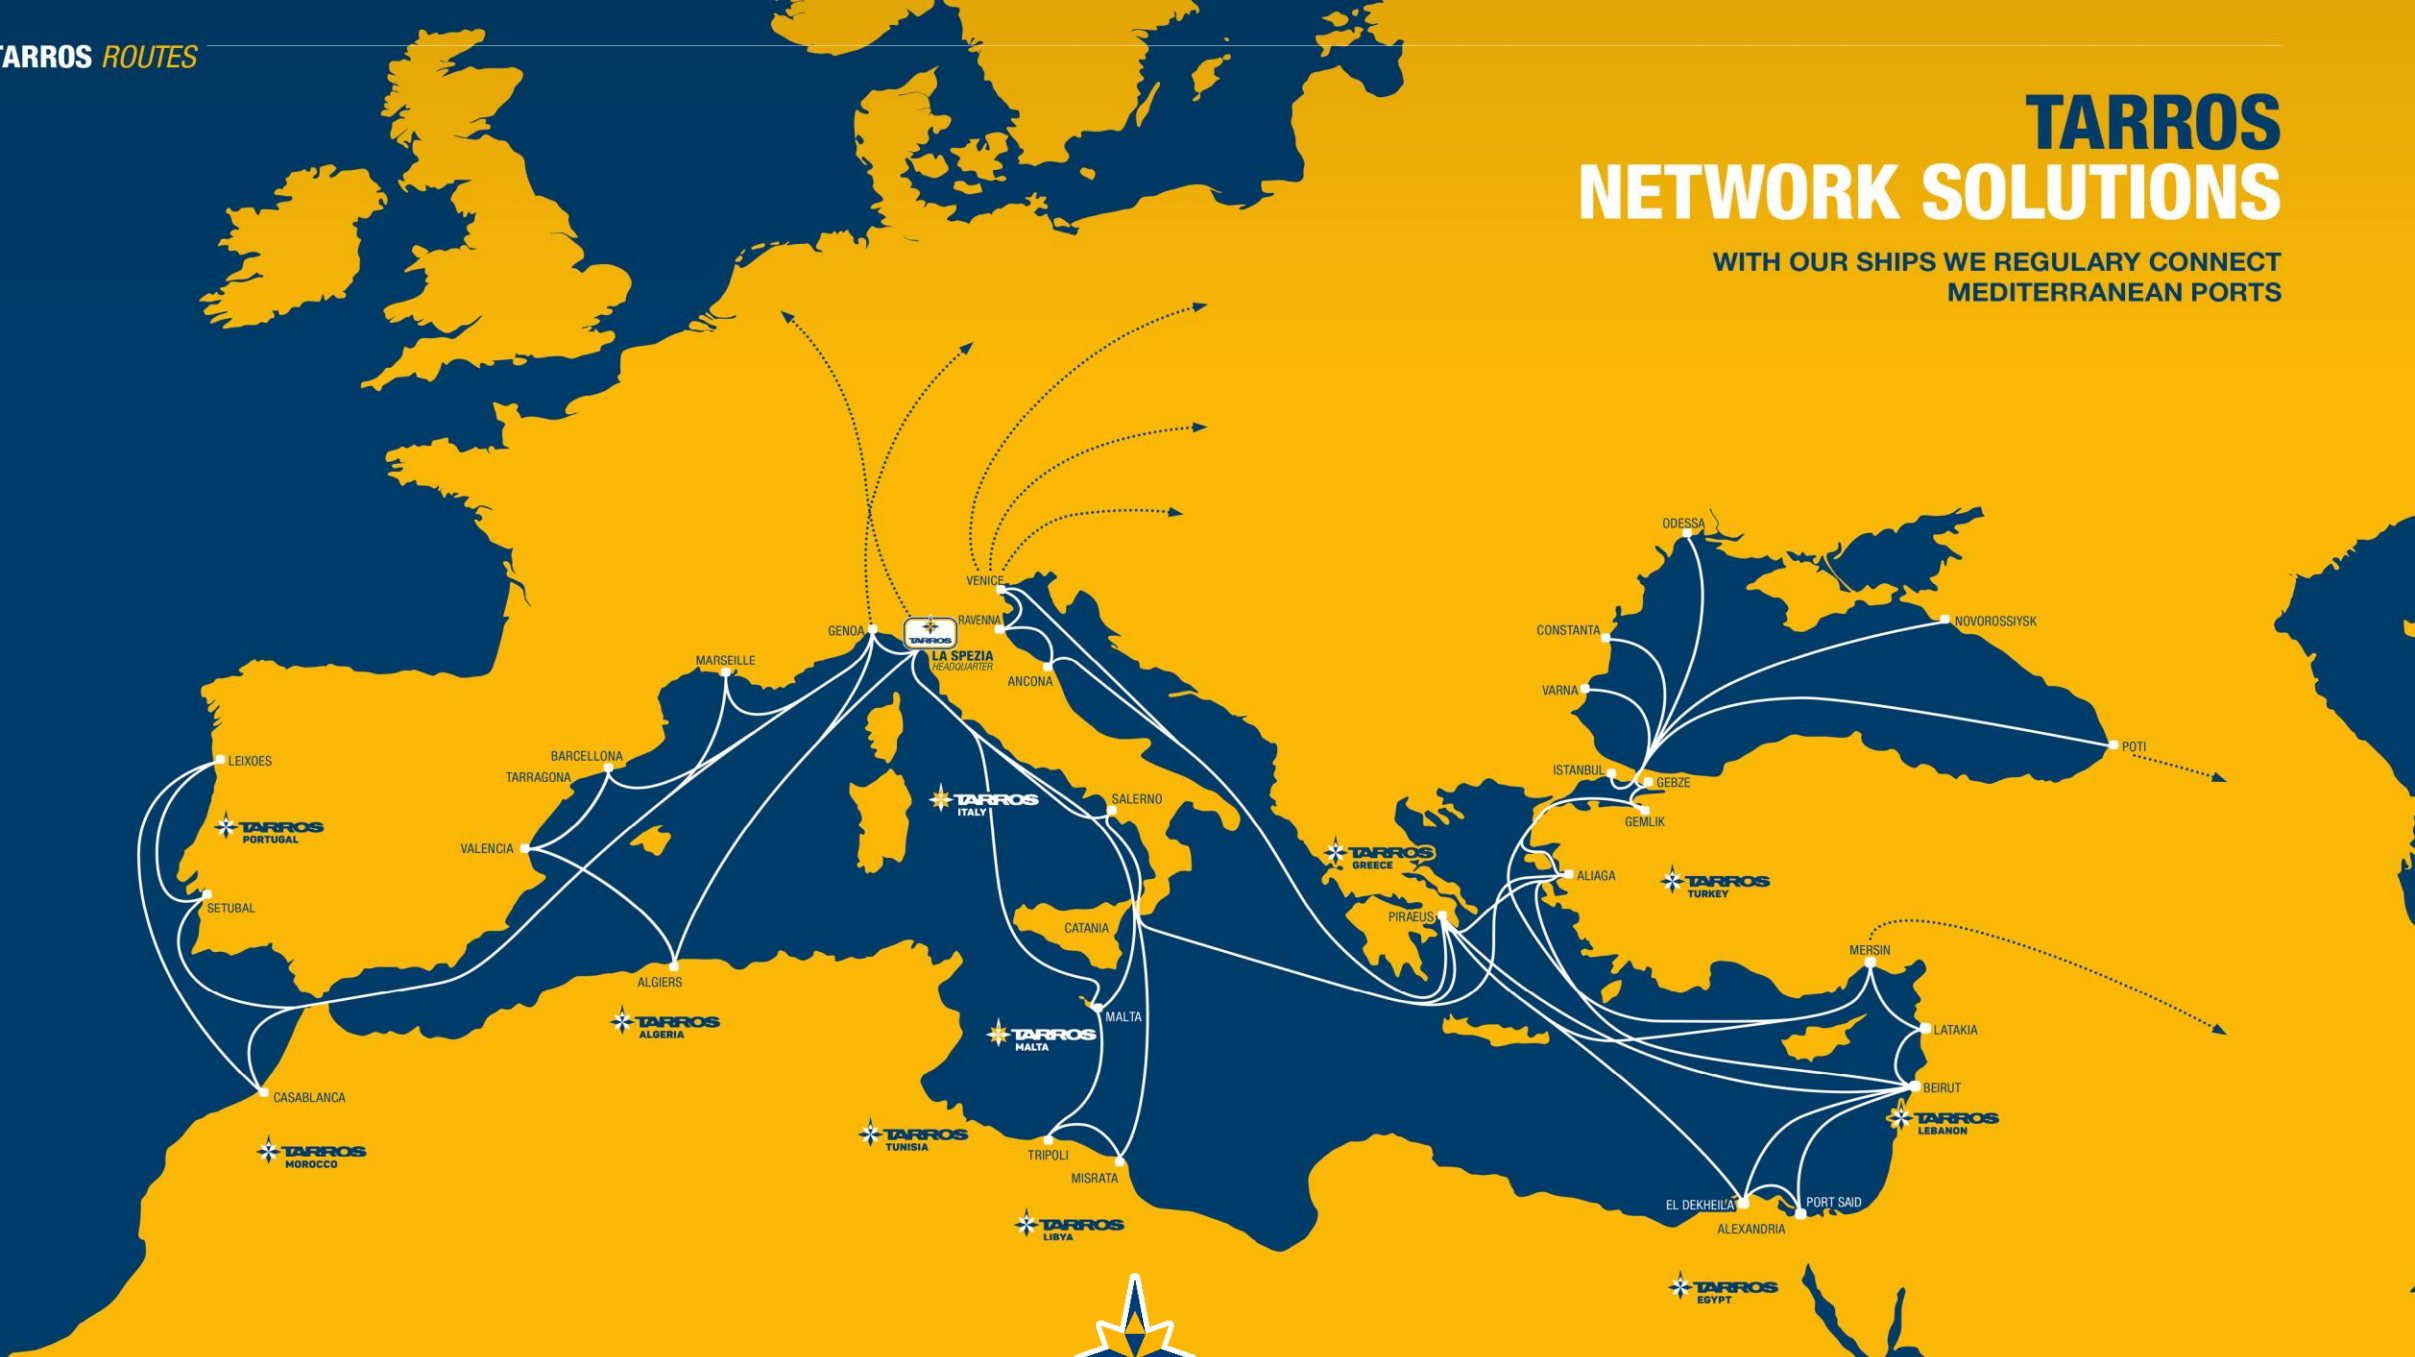 TARROS ROUTES
TARROS
NETWORK SOLUTIONS
WITH OUR SHIPS WE REGULARY CONNECT
MEDITERRANEAN PORTS
ODESSA
VENICE
RAVENNA
GENOA
TARROS
LA SPEZIA
HEADQUARTER
MARSEILLE
ANCONA
CONSTANTA
NOVOROSSIYSK
VARNA
POTI
BARCELLONA
TARRAGONA
LEIXOES
ISTANBUL
GEBZE
GEMLIK
TARROS
ITALY
SALERNO
TARROS
PORTUGAL
VALENCIA
TARROS
GREECE
ALIAGA
TARROS
TURKEY
SETUBAL
PIRAEUS
CATANIA
MERSIN
ALGIERS
TARROS
ALGERIA
MALTA
TARROS
MALTA
LATAKIA
BEIRUT
TARROS
LEBANON
CASABLANCA
TARROS
MOROCCO
TARROS
TUNISIA
TRIPOLI
MISRATA
TARROS
LIBYA
EL DEKHEILA
PORT SAID
ALEXANDRIA
TARROS
EGYPT